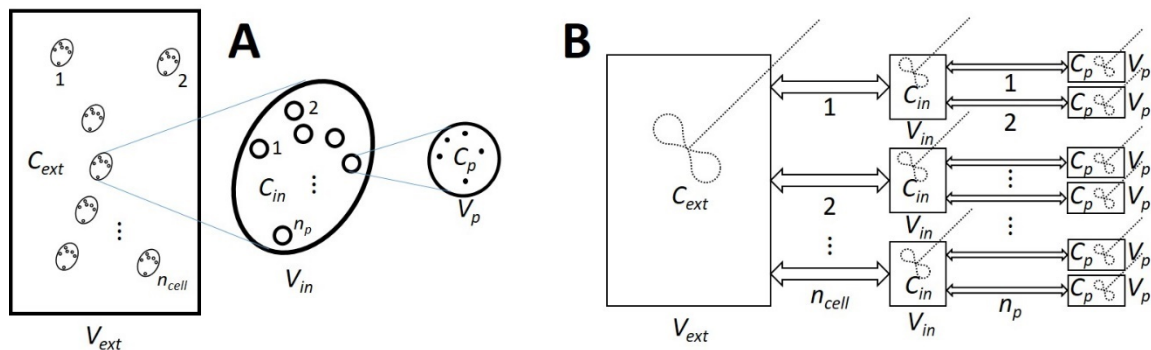 A
1
2
C_ext
n_cell
V_ext
2
1
C_in
⋮
n_p
V_in
C_p
V_p
⋮
B
C_ext
V_ext
1
2
⋮
n_cell
C_in
V_in
C_in
V_in
C_in
V_in
1
2
⋮
⋮
n_p
C_p V_p
C_p V_p
C_p V_p
C_p V_p
C_p V_p
C_p V_p